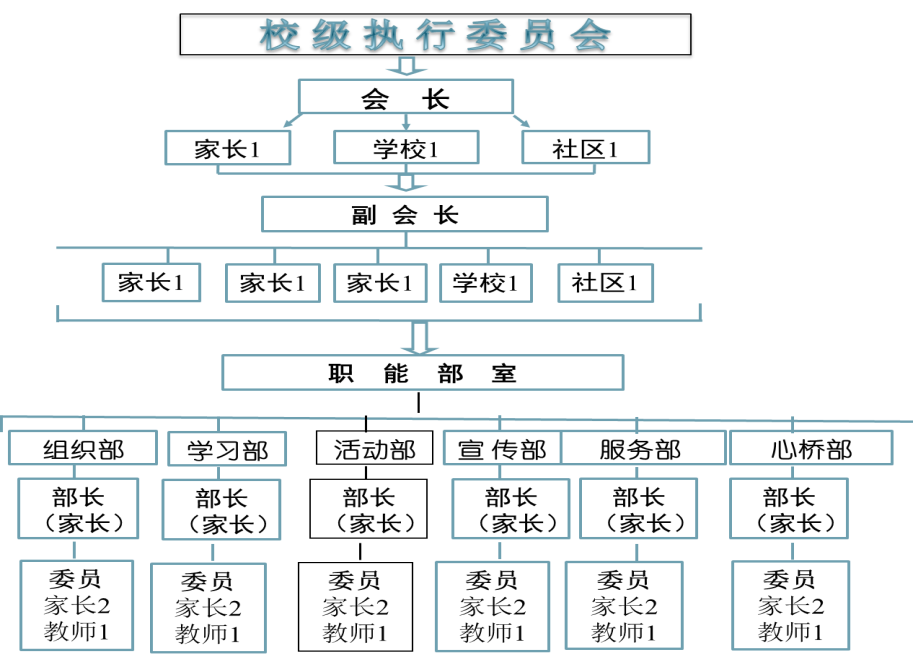 校级执行委员会
会 长
家长1 学校1 社区1
副 会 长
家长1 家长1 家长1 学校1 社区1
职 能 部 室
组织部 学习部 活动部 宣传部 服务部 心桥部
部长 部长 部长 部长 部长 部长
（家长） （家长） （家长） （家长） （家长） （家长）
委员 委员 委员 委员 委员 委员
家长2 家长2 家长2 家长2 家长2 家长2
教师1 教师1 教师1 教师1 教师1 教师1